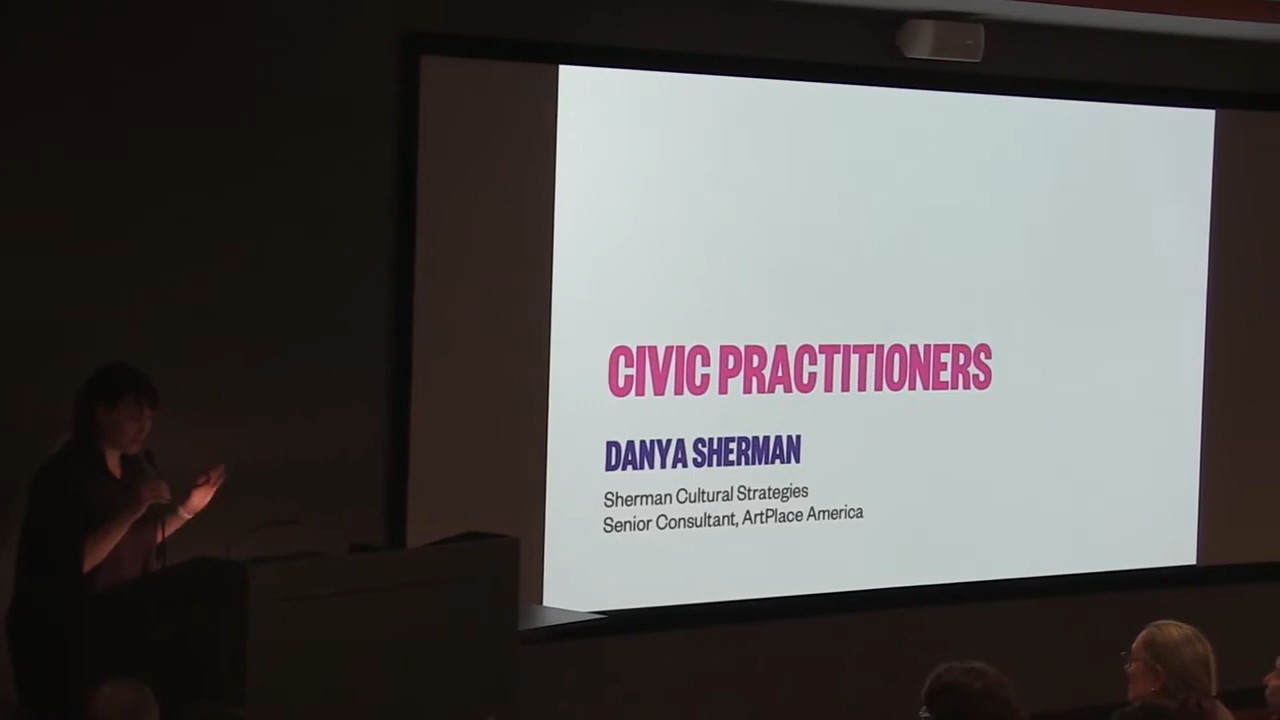 CIVIC PRACTITIONERS
DANYA SHERMAN
Sherman Cultural Strategies
Senior Consultant, ArtPlace America